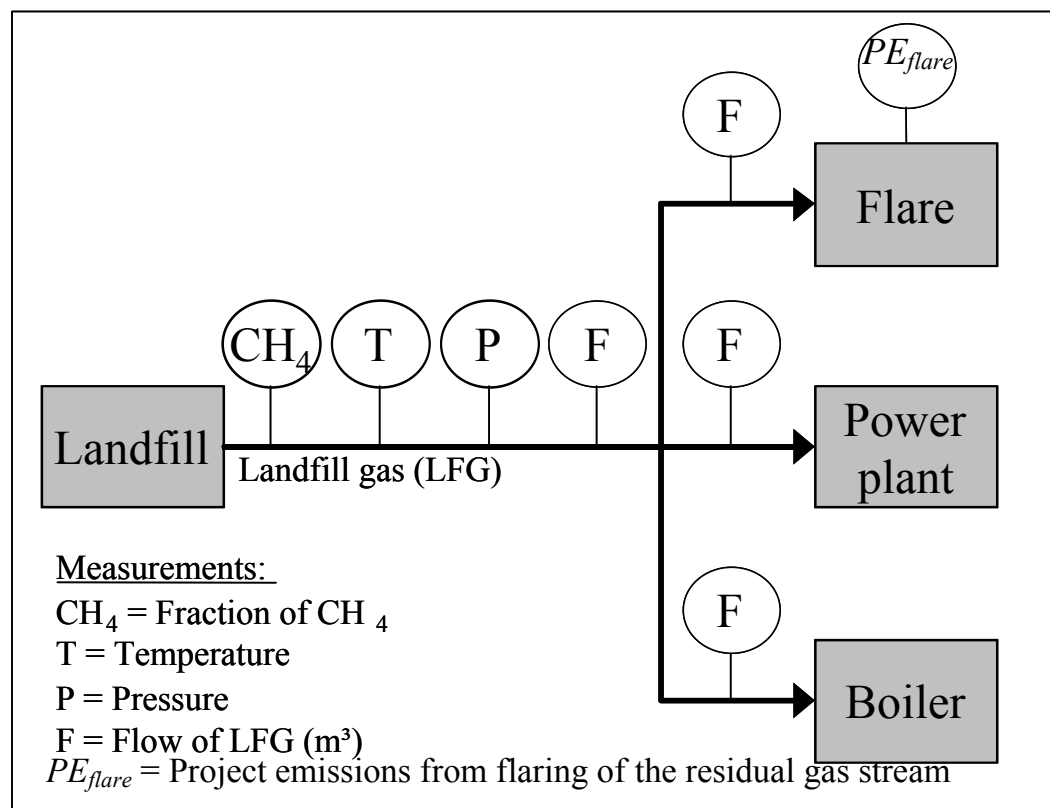 PE_flare
F
Flare
CH₄ T P F F
Landfill
Power
plant
Landfill gas (LFG)
F
Boiler
Measurements:
CH₄ = Fraction of CH ₄
T = Temperature
P = Pressure
F = Flow of LFG (m³)
PE_flare = Project emissions from flaring of the residual gas stream